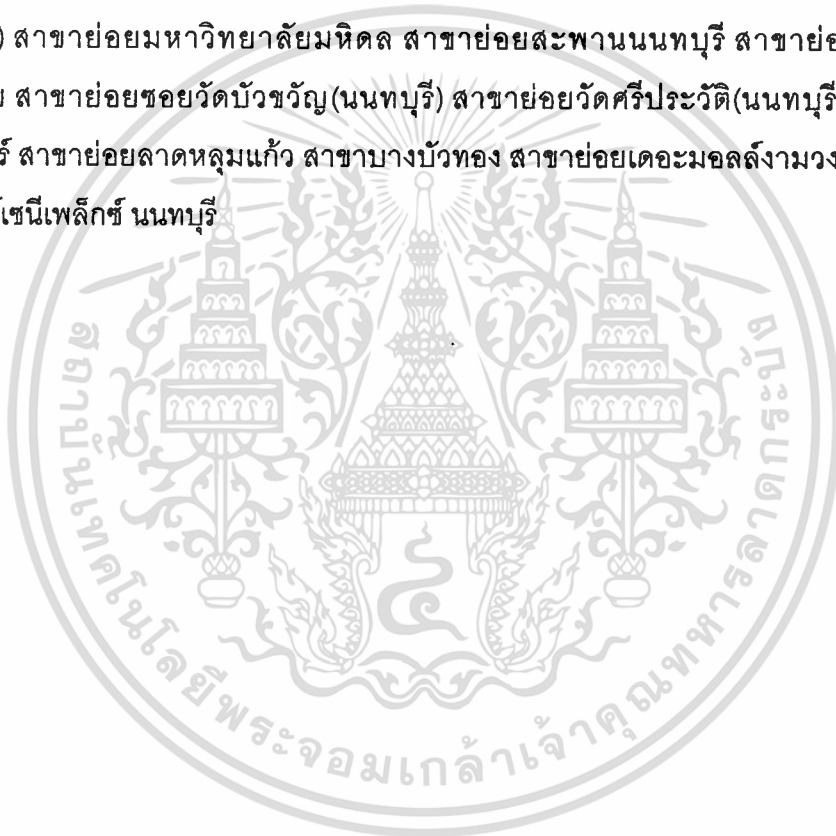 ) สาขาย่อยมหาวิทยาลัยมหิดล สาขาย่อยสะพานนนทบุรี สาขาย่อ
ย สาขาย่อยซอยวัดบัวขวัญ(นนทบุรี) สาขาย่อยวัดศรีประวัติ(นนทบุรี
ร์ สาขาย่อยลาดหลุมแก้ว สาขาบางบัวทอง สาขาย่อยเดอะมอลล์งามวง
์เซนีเพล็กซ์ นนทบุรี
สถาบันเทคโนโลยีพระจอมเกล้าเจ้าคุณทหารลาดกระบัง
๔